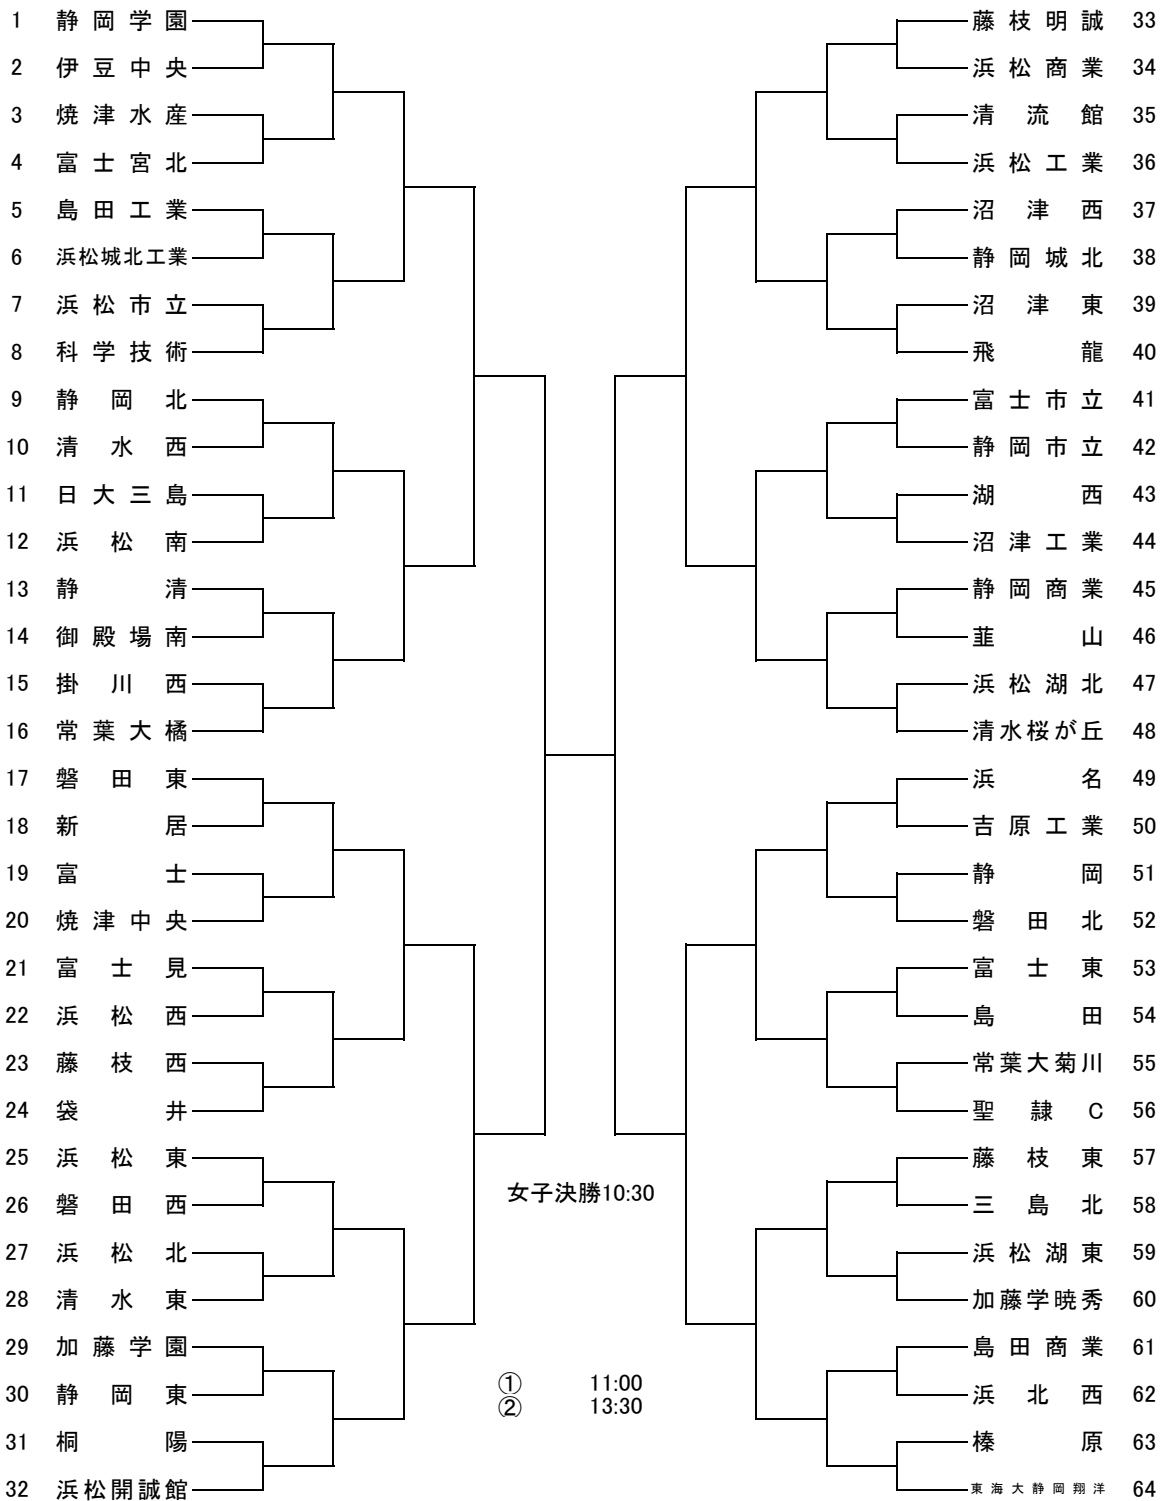 1 静岡学園
2 伊豆中央
3 焼津水産
4 富士宮北
5 島田工業
6 浜松城北工業
7 浜松市立
8 科学技術
9 静岡北
10 清水西
11 日大三島
12 浜松南
13 静清
14 御殿場南
15 掛川西
16 常葉大橘
17 磐田東
18 新居
19 富士
20 焼津中央
21 富士見
22 浜松西
23 藤枝西
24 袋井
25 浜松東
26 磐田西
27 浜松北
28 清水東
29 加藤学園
30 静岡東
31 桐陽
32 浜松開誠館
女子決勝10:30
① 11:00
② 13:30
藤枝明誠 33
浜松商業 34
清流館 35
浜松工業 36
沼津西 37
静岡城北 38
沼津東 39
飛龍 40
富士市立 41
静岡市立 42
湖西 43
沼津工業 44
静岡商業 45
韮山 46
浜松湖北 47
清水桜が丘 48
浜名 49
吉原工業 50
静岡 51
磐田北 52
富士東 53
島田 54
常葉大菊川 55
聖隷C 56
藤枝東 57
三島北 58
浜松湖東 59
加藤学暁秀 60
島田商業 61
浜北西 62
榛原 63
東海大静岡翔洋 64